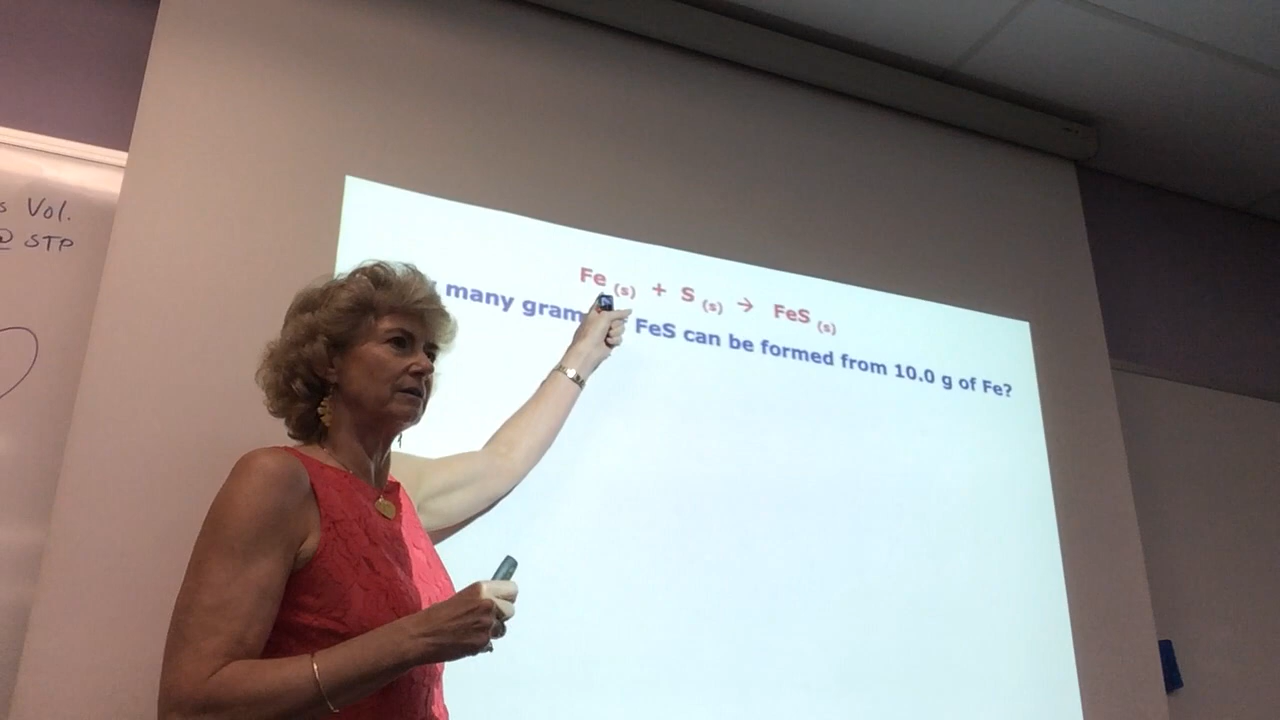 Vol.
@ STP
Fe (s) + S (s) → FeS (s)
many gram FeS can be formed from 10.0 g of Fe?